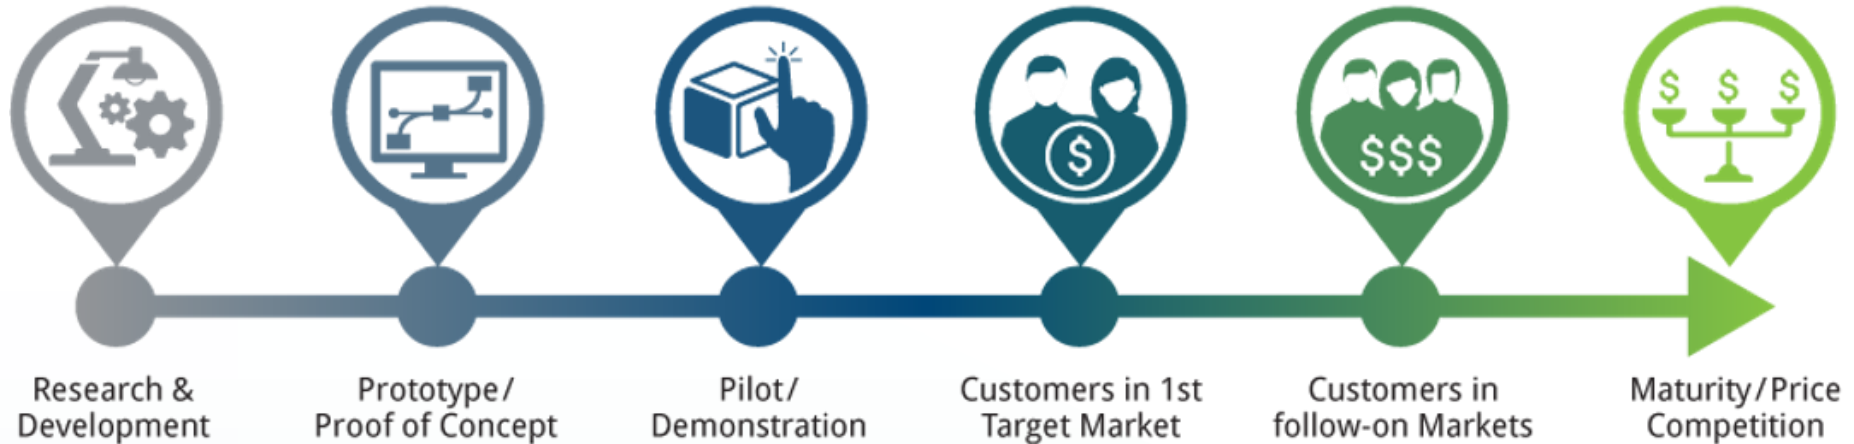 $
$$$
$ $ $
Research &
Development
Prototype/
Proof of Concept
Pilot/
Demonstration
Customers in 1st
Target Market
Customers in
follow-on Markets
Maturity/Price
Competition